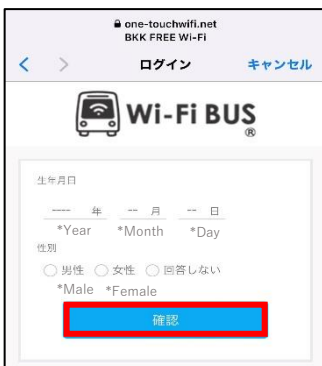 one-touchwifi.net
BKK FREE Wi-Fi
< > ログイン キャンセル
Wi-Fi BUS ®
生年月日
---- 年 -- 月 -- 日
*Year *Month *Day
性別
男性 女性 回答しない
*Male *Female
確認